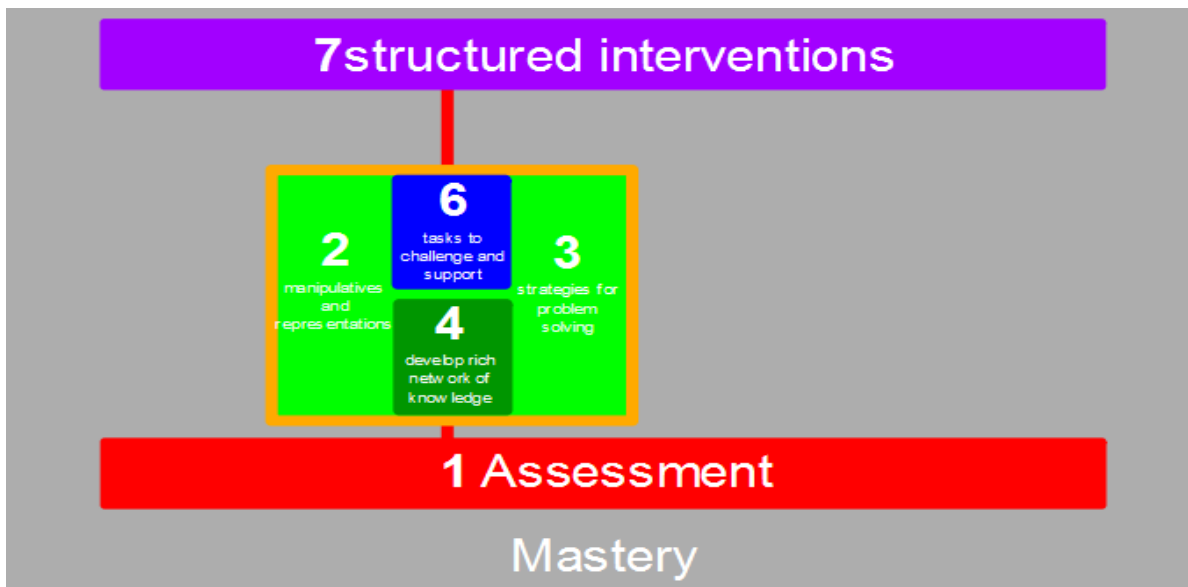 7structured interventions
6
tasks to
challenge and
support
2
manipulatives
and
representations
3
strategies for
problem
solving
4
develop rich
network of
knowledge
1 Assessment
Mastery